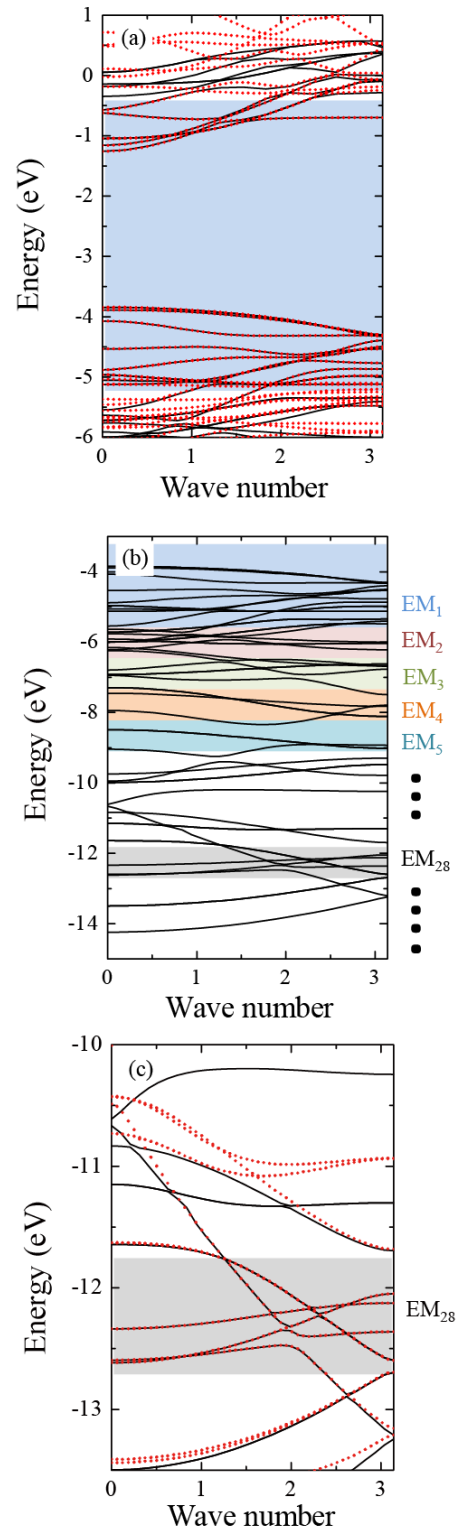 (a)
1
0
-1
-2
-3
-4
-5
-6
Energy (eV)
0 1 2 3
Wave number
(b)
-4
-6
-8
-10
-12
-14
Energy (eV)
EM1
EM2
EM3
EM4
EM5
EM28
0 1 2 3
Wave number
(c)
-10
-11
-12
-13
Energy (eV)
EM28
0 1 2 3
Wave number